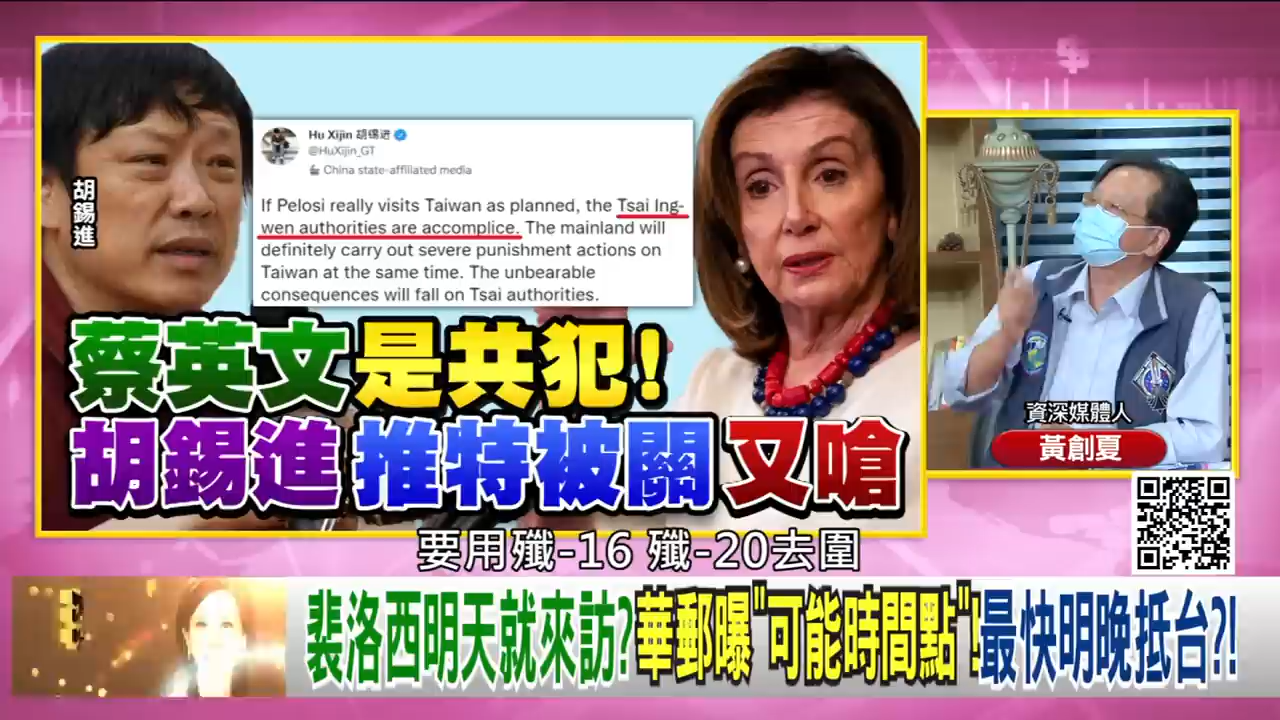 胡錫進
Hu Xijin 胡锡进
@HuXijin_GT
China state-affiliated media
If Pelosi really visits Taiwan as planned, the Tsai Ing-
wen authorities are accomplice. The mainland will
definitely carry out severe punishment actions on
Taiwan at the same time. The unbearable
consequences will fall on Tsai authorities.
蔡英文是共犯!
胡錫進推特被關又嗆
資深媒體人
黃創夏
要用殲-16 殲-20去圍
裴洛西明天就來訪?華郵曝"可能時間點"!最快明晚抵台?!